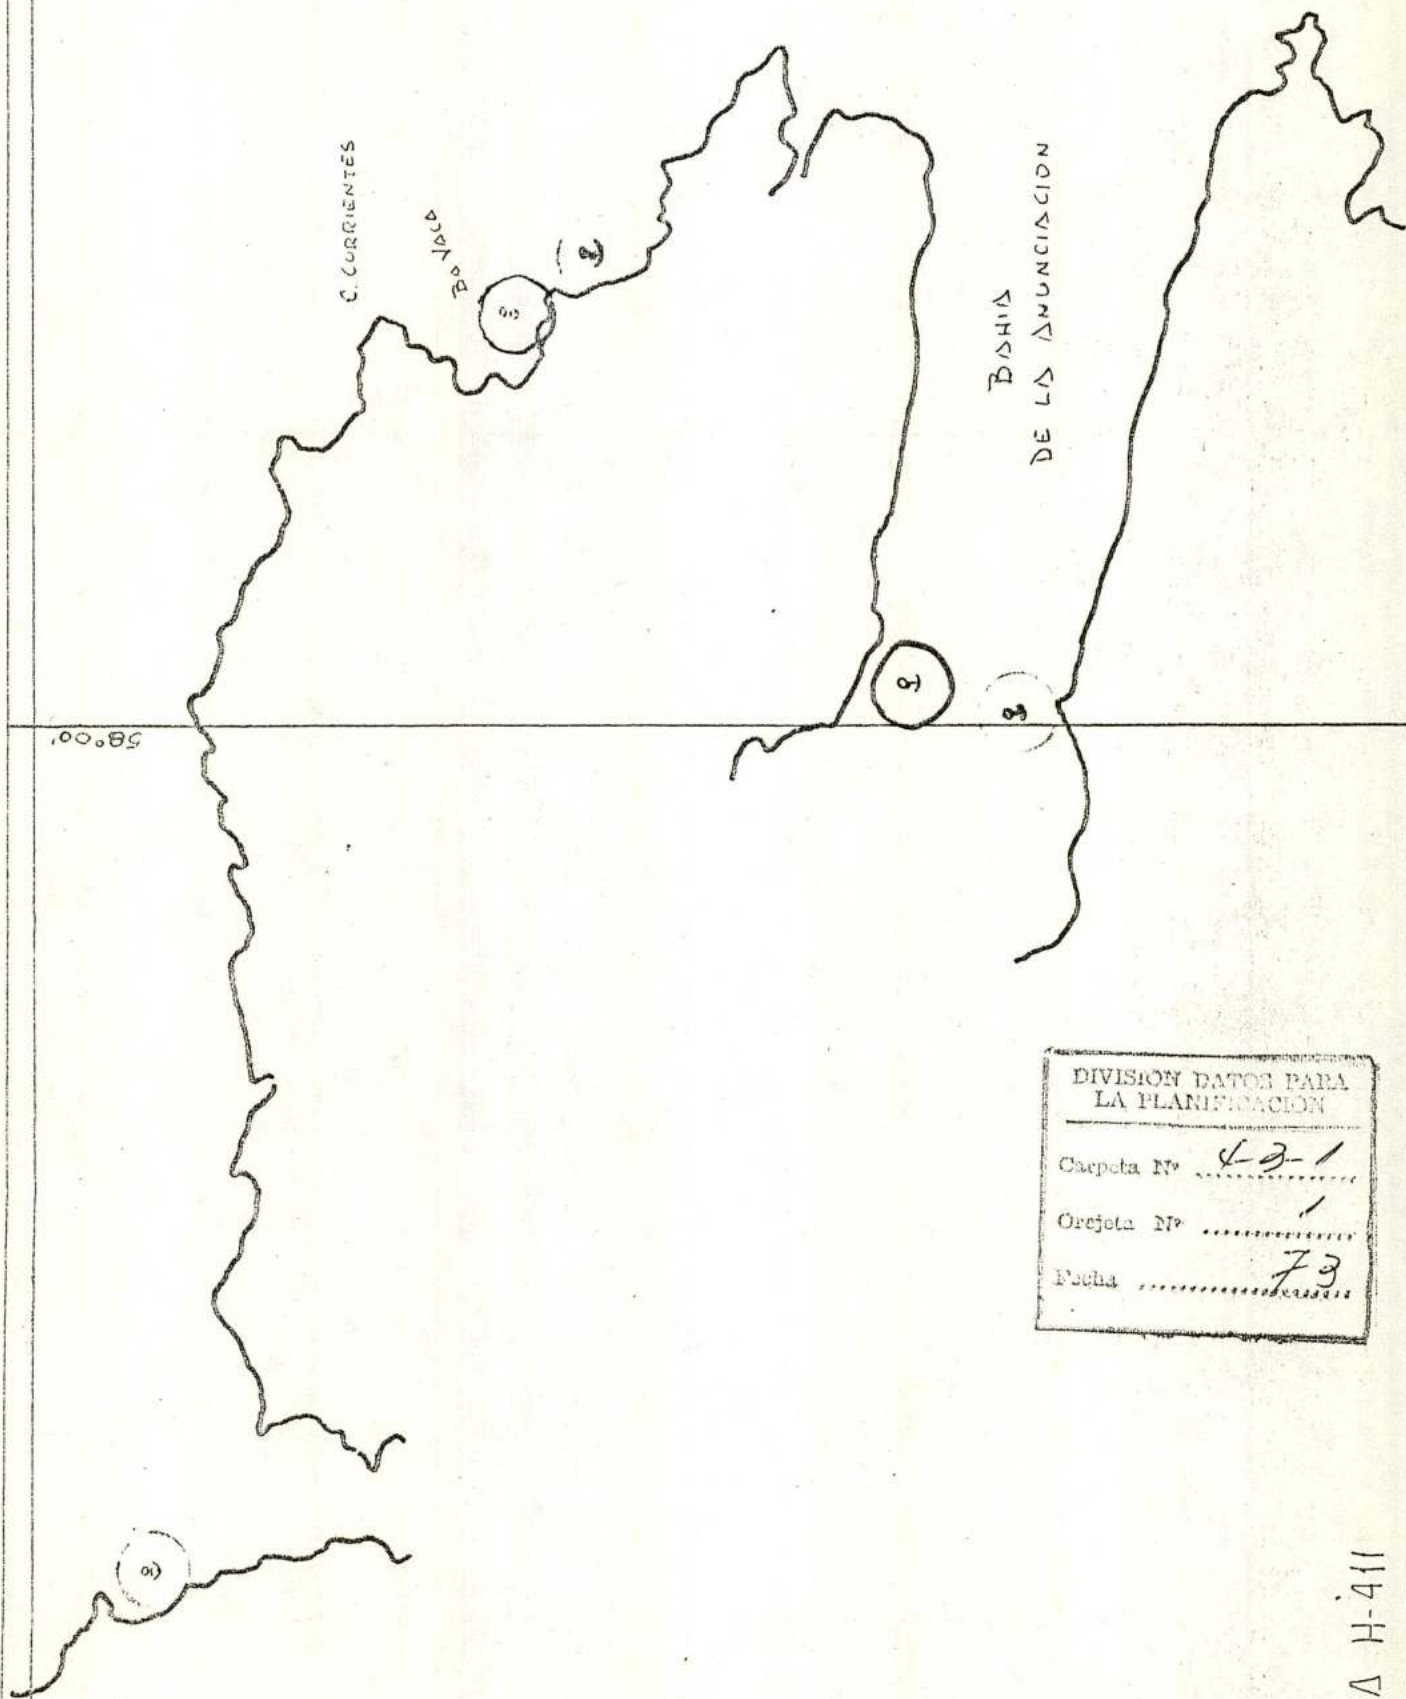 C. CORRIENTES
Ba VACA
BAHIA
DE LA ANUNCIACION
58°00'
DIVISION DATOS PARA
LA PLANIFICACION
Carpeta Nº 4-3-1
Orejeta Nº 1
Fecha 73
A H-411